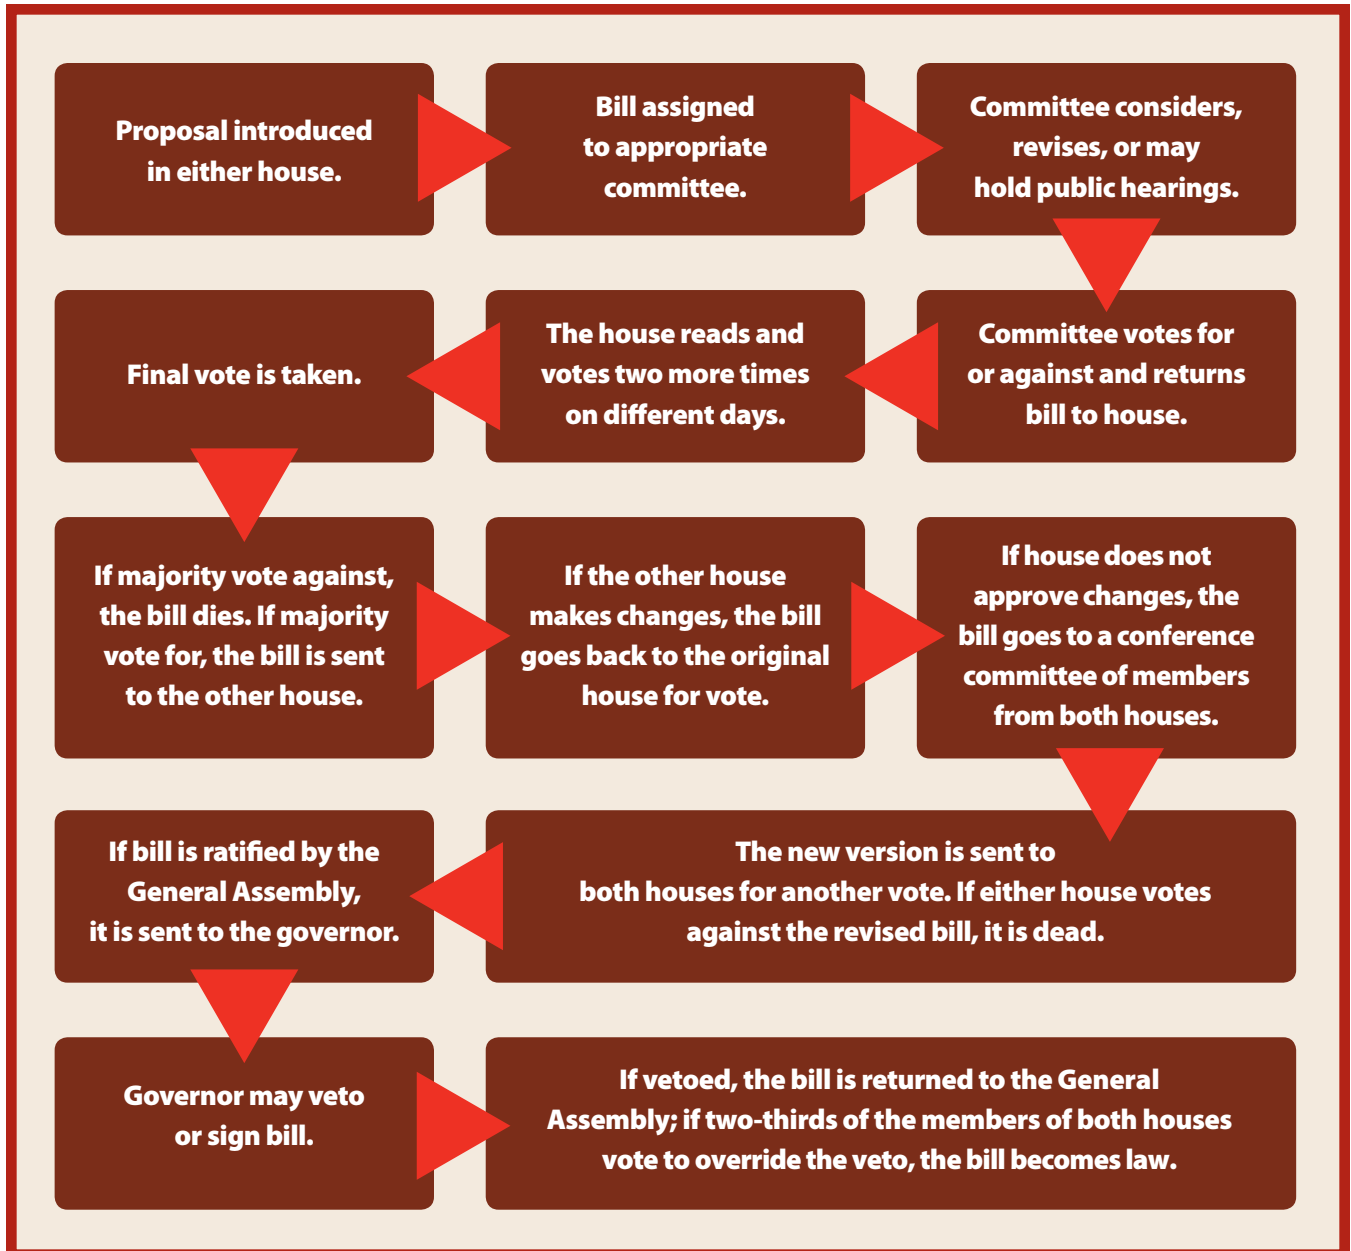 Proposal introduced
in either house.
Bill assigned
to appropriate
committee.
Committee considers,
revises, or may
hold public hearings.
Committee votes for
or against and returns
bill to house.
The house reads and
votes two more times
on different days.
Final vote is taken.
If majority vote against,
the bill dies. If majority
vote for, the bill is sent
to the other house.
If the other house
makes changes, the bill
goes back to the original
house for vote.
If house does not
approve changes, the
bill goes to a conference
committee of members
from both houses.
The new version is sent to
both houses for another vote. If either house votes
against the revised bill, it is dead.
If bill is ratified by the
General Assembly,
it is sent to the governor.
Governor may veto
or sign bill.
If vetoed, the bill is returned to the General
Assembly; if two-thirds of the members of both houses
vote to override the veto, the bill becomes law.